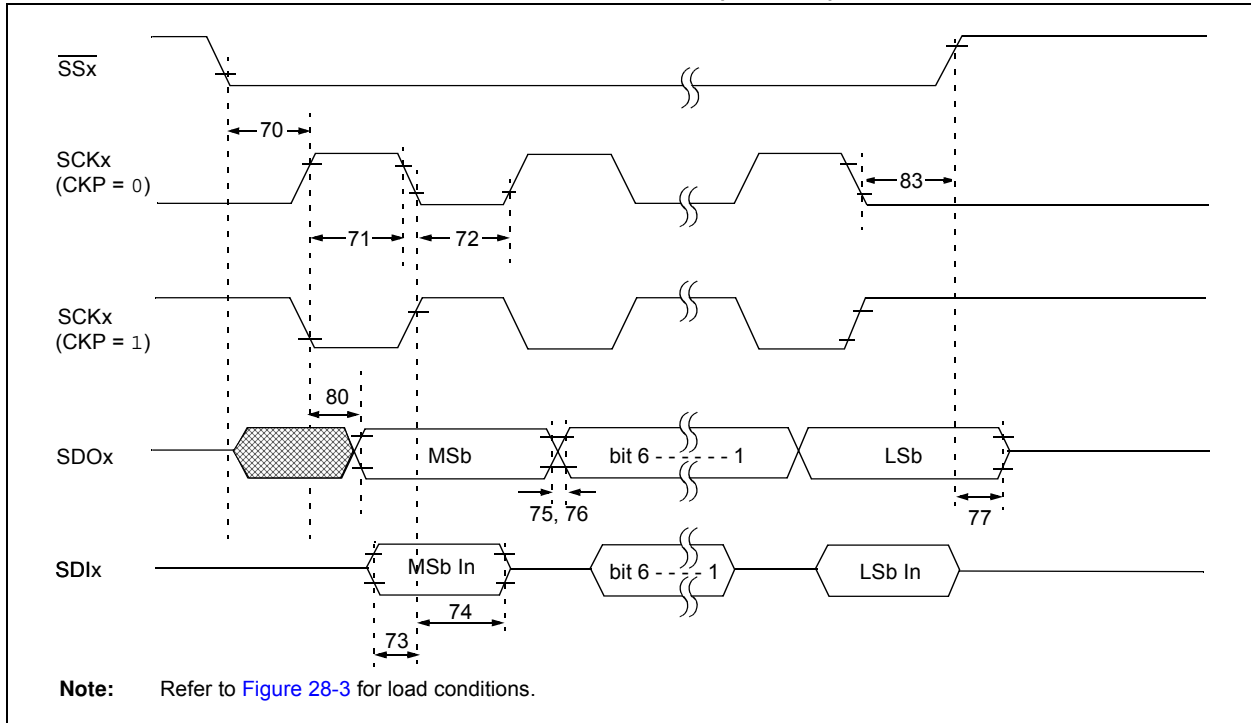 SSx
70
SCKx
(CKP = 0)
83
71
72
SCKx
(CKP = 1)
80
SDOx
MSb
bit 6 - - - - - - 1
LSb
75, 76
77
SDIx
MSb In
bit 6 - - - - 1
LSb In
74
73
Note: Refer to Figure 28-3 for load conditions.